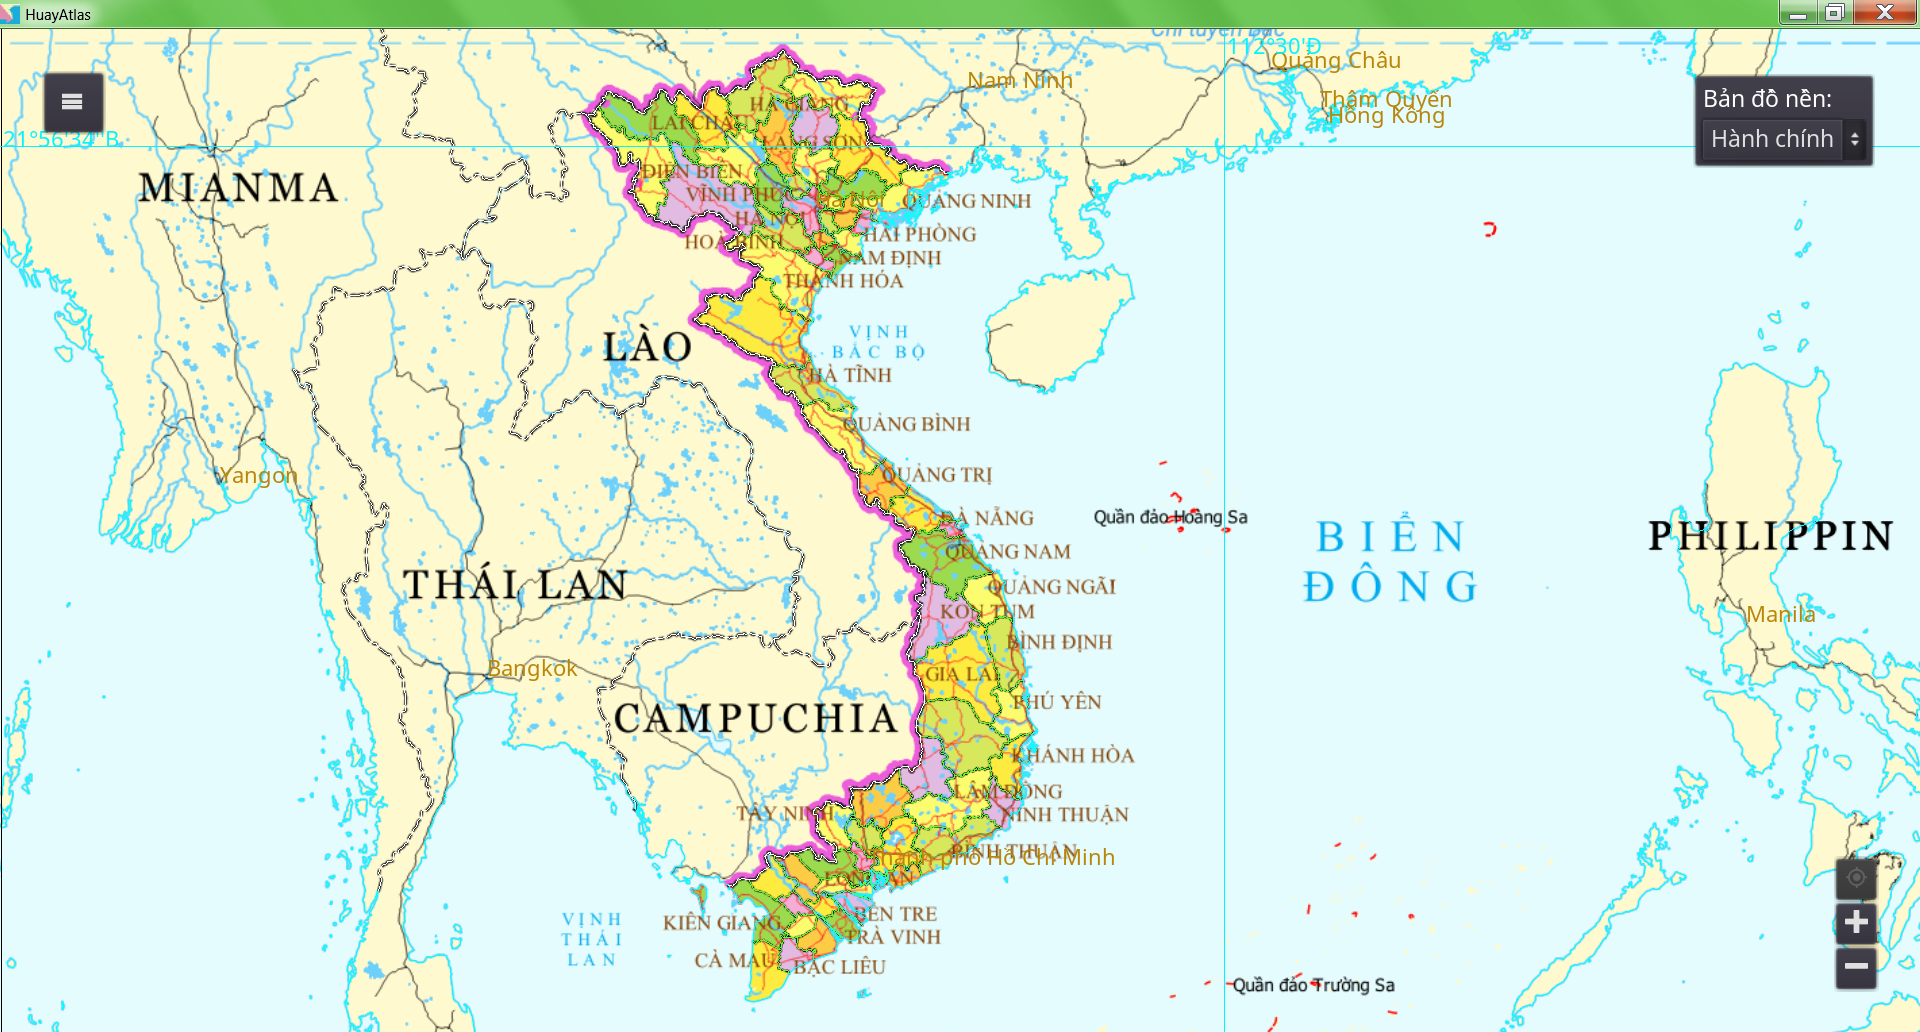 HuayAtlas
Chí tuyến Bắc
112°30'Đ
Quảng Châu
Nam Ninh
Bản đồ nền:
Hành chính
Thâm Quyến
Hồng Kông
21°56'34"B
HÀ GIANG
LAI CHÂU
LẠNG SƠN
MIANMA
ĐIỆN BIÊN
VĨNH PHÚC
Hà Nội
QUẢNG NINH
HÀ NỘI
HOÀ BÌNH
HẢI PHÒNG
NAM ĐỊNH
THANH HÓA
LÀO
VỊNH
BẮC BỘ
HÀ TĨNH
QUẢNG BÌNH
Yangon
QUẢNG TRỊ
Quần đảo Hoàng Sa
ĐÀ NẴNG
BIỂN
ĐÔNG
PHILIPPIN
QUẢNG NAM
THÁI LAN
QUẢNG NGÃI
KON TUM
Manila
BÌNH ĐỊNH
Bangkok
GIA LAI
PHÚ YÊN
CAMPUCHIA
KHÁNH HÒA
LÂM ĐỒNG
TÂY NINH
NINH THUẬN
BÌNH THUẬN
Thành phố Hồ Chí Minh
LONG AN
VỊNH
THÁI
LAN
KIÊN GIANG
BẾN TRE
TRÀ VINH
CÀ MAU
BẠC LIÊU
Quần đảo Trường Sa